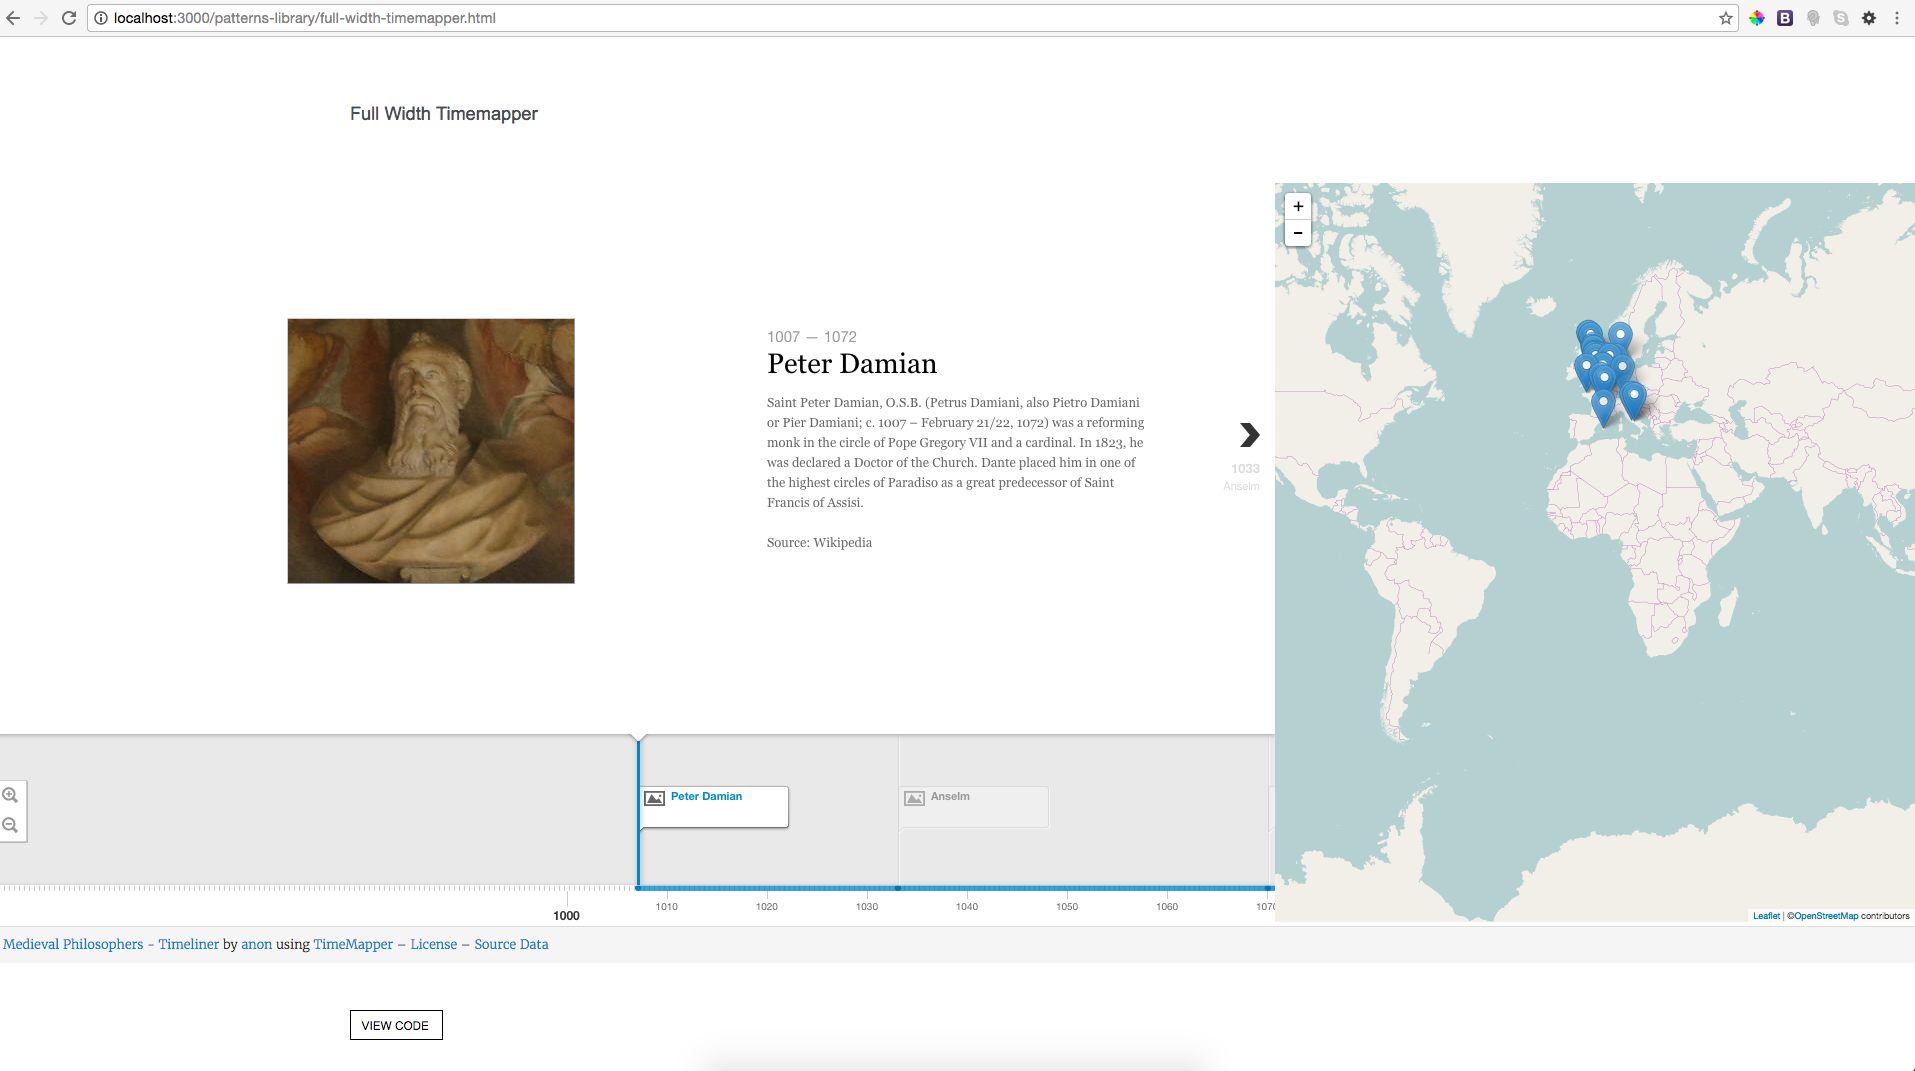 localhost:3000/patterns-library/full-width-timemapper.html
Full Width Timemapper
1007 — 1072
Peter Damian
Saint Peter Damian, O.S.B. (Petrus Damiani, also Pietro Damiani
or Pier Damiani; c. 1007 – February 21/22, 1072) was a reforming
monk in the circle of Pope Gregory VII and a cardinal. In 1823, he
was declared a Doctor of the Church. Dante placed him in one of
the highest circles of Paradiso as a great predecessor of Saint
Francis of Assisi.
Source: Wikipedia
1033
Anselm
+
−
Peter Damian
Anselm
1000
1010
1020
1030
1040
1050
1060
1070
Leaflet | ©OpenStreetMap contributors
Medieval Philosophers - Timeliner by anon using TimeMapper – License – Source Data
VIEW CODE